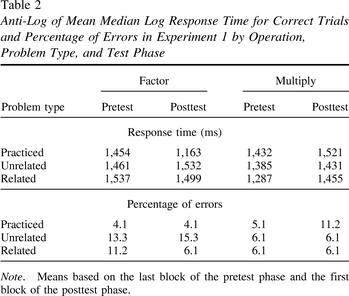 Table 2
Anti-Log of Mean Median Log Response Time for Correct Trials
and Percentage of Errors in Experiment 1 by Operation,
Problem Type, and Test Phase
Factor Multiply
Problem type Pretest Posttest Pretest Posttest
Response time (ms)
Practiced 1,454 1,163 1,432 1,521
Unrelated 1,461 1,532 1,385 1,431
Related 1,537 1,499 1,287 1,455
Percentage of errors
Practiced 4.1 4.1 5.1 11.2
Unrelated 13.3 15.3 6.1 6.1
Related 11.2 6.1 6.1 6.1
Note. Means based on the last block of the pretest phase and the first
block of the posttest phase.